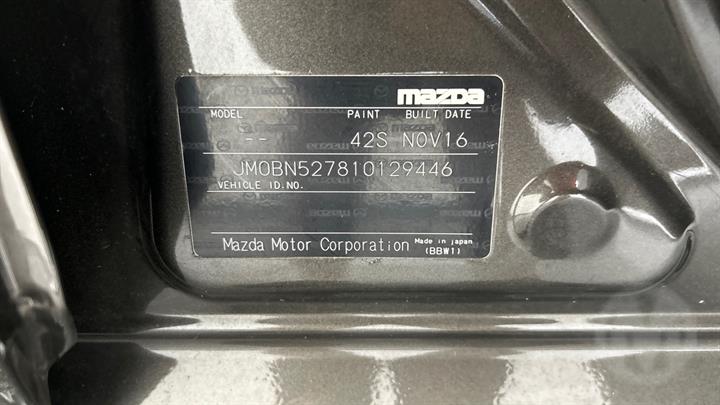 mazda
MODEL PAINT BUILT DATE
-- 42S NOV16
JM0BN527810129446
VEHICLE ID.NO.
Mazda Motor Corporation Made in japan
(BBW1)